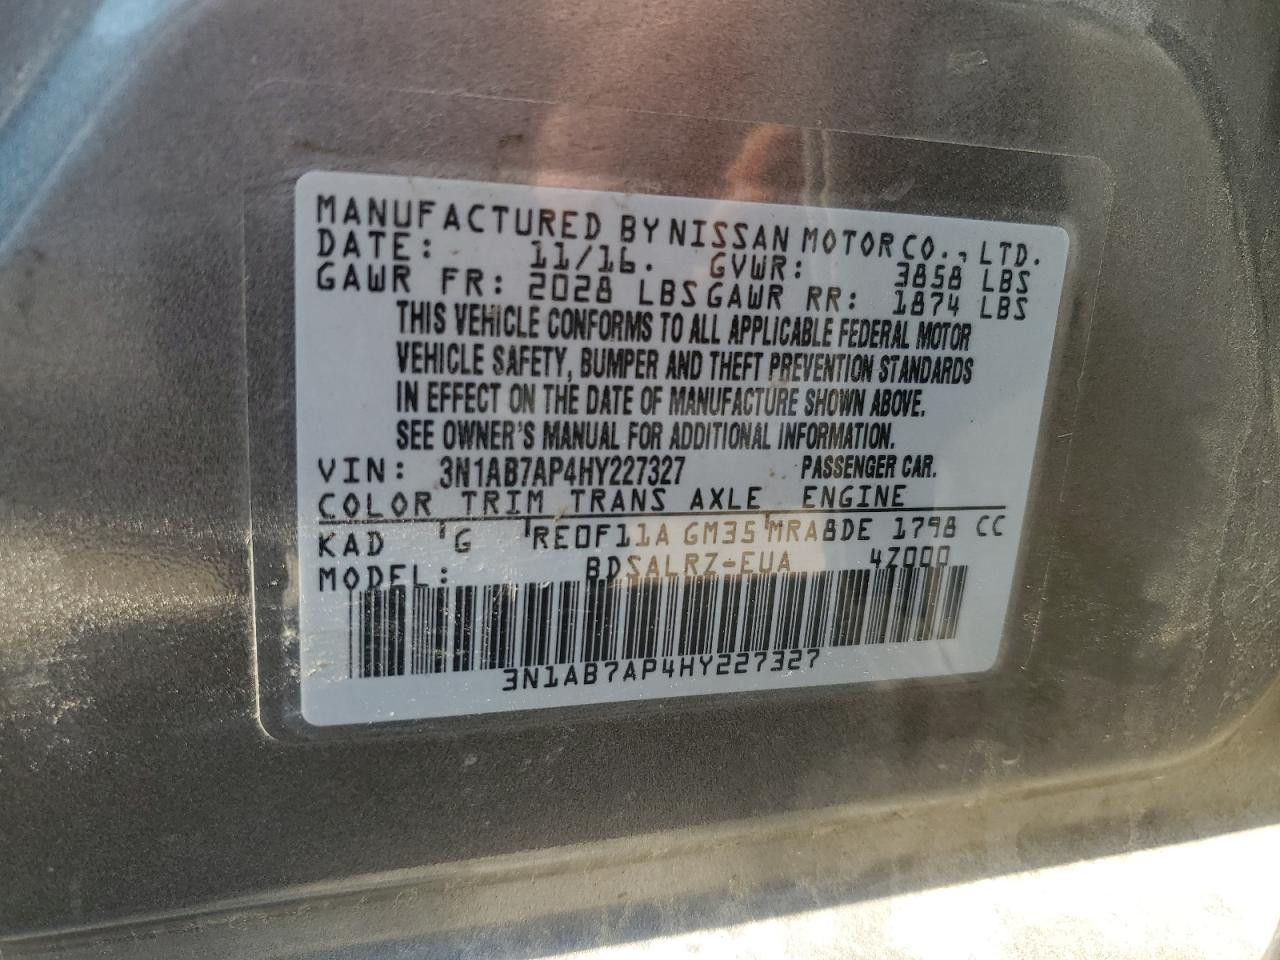 MANUFACTURED BY NISSAN MOTOR CO., LTD.
DATE: 11/16. GVWR: 3858 LBS
GAWR FR: 2028 LBS GAWR RR: 1874 LBS
THIS VEHICLE CONFORMS TO ALL APPLICABLE FEDERAL MOTOR
VEHICLE SAFETY, BUMPER AND THEFT PREVENTION STANDARDS
IN EFFECT ON THE DATE OF MANUFACTURE SHOWN ABOVE.
SEE OWNER'S MANUAL FOR ADDITIONAL INFORMATION.
VIN: 3N1AB7AP4HY227327 PASSENGER CAR.
COLOR TRIM TRANS AXLE ENGINE
KAD G RE0F11A GM35 MRA8DE 1798 CC
MODEL: BDSALRZ-EUA 4Z000
3N1AB7AP4HY227327